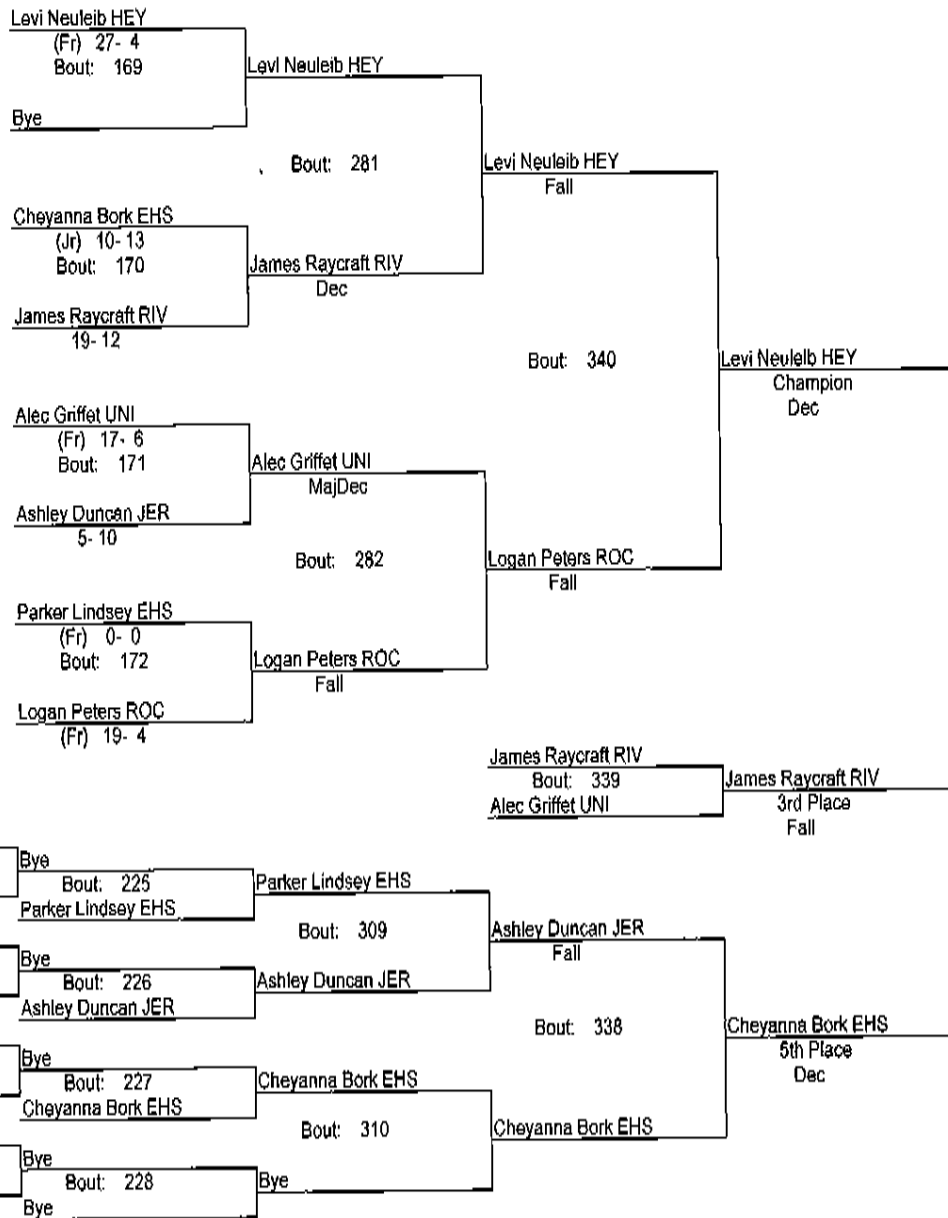 Levi Neuleib HEY
(Fr) 27- 4
Bout: 169
Levi Neuleib HEY
Bye
Bout: 281
Levi Neuleib HEY
Fall
Cheyanna Bork EHS
(Jr) 10- 13
Bout: 170
James Raycraft RIV
Dec
James Raycraft RIV
19- 12
Bout: 340
Levi Neuleib HEY
Champion
Dec
Alec Griffet UNI
(Fr) 17- 6
Bout: 171
Alec Griffet UNI
MajDec
Ashley Duncan JER
5- 10
Bout: 282
Logan Peters ROC
Fall
Parker Lindsey EHS
(Fr) 0- 0
Bout: 172
Logan Peters ROC
Fall
Logan Peters ROC
(Fr) 19- 4
James Raycraft RIV
Bout: 339
James Raycraft RIV
Alec Griffet UNI
3rd Place
Fall
Bye
Bout: 225
Parker Lindsey EHS
Parker Lindsey EHS
Bout: 309
Ashley Duncan JER
Fall
Bye
Bout: 226
Ashley Duncan JER
Ashley Duncan JER
Bout: 338
Cheyanna Bork EHS
5th Place
Dec
Bye
Bout: 227
Cheyanna Bork EHS
Cheyanna Bork EHS
Bout: 310
Cheyanna Bork EHS
Bye
Bout: 228
Bye
Bye